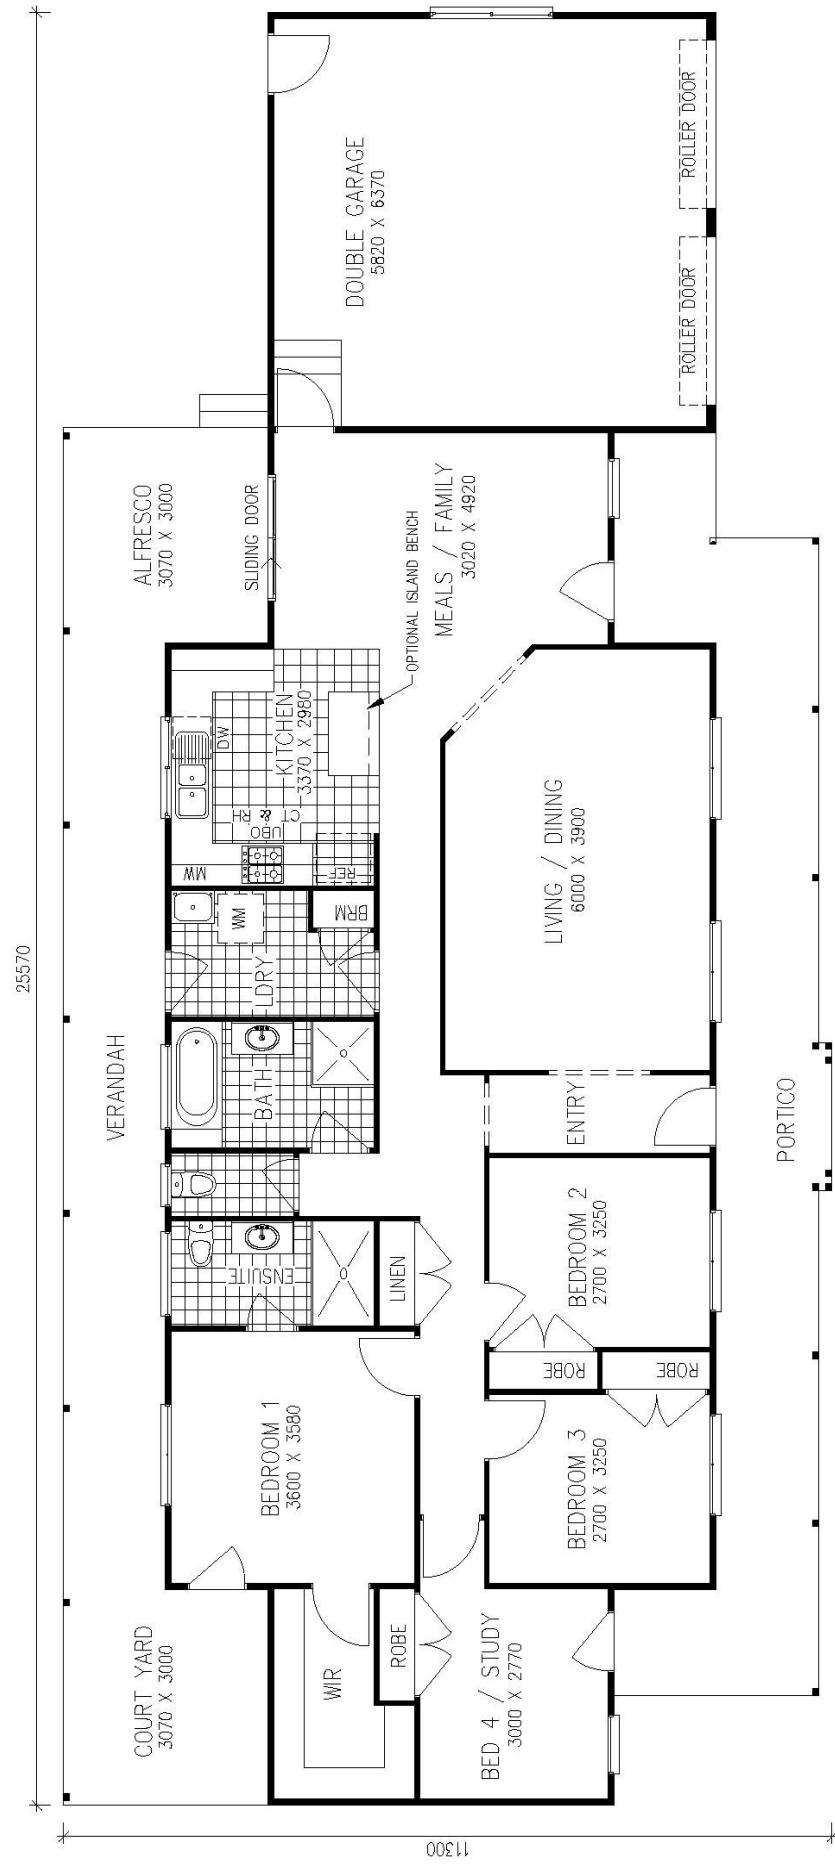 25570
11300
ROLLER DOOR
ROLLER DOOR
DOUBLE GARAGE
5820 X 6370
ALFRESCO
3070 X 3000
SLIDING DOOR
MEALS / FAMILY
3020 X 4920
OPTIONAL ISLAND BENCH
KITCHEN
3370 X 2980
DW
CT & RH
UBO
MW
REF
LIVING / DINING
6000 X 3900
WM
BRM
LDRY
VERANDAH
BATH
ENTRY
PORTICO
ENSUITE
LINEN
BEDROOM 2
2700 X 3250
ROBE
ROBE
BEDROOM 1
3600 X 3580
BEDROOM 3
2700 X 3250
COURT YARD
3070 X 3000
WIR
ROBE
BED 4 / STUDY
3000 X 2770